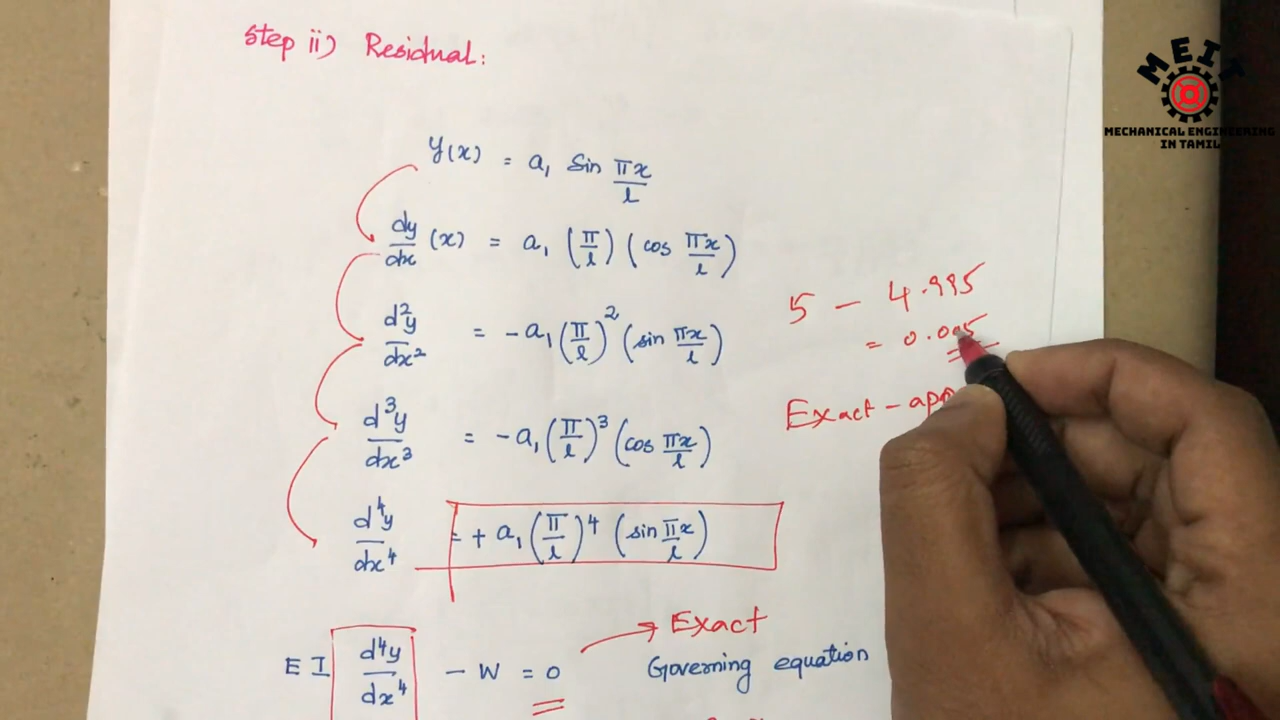 Step ii) Residual:
y(x) = a₁ Sin πx/l
dy/dx (x) = a₁ (π/l) (cos πx/l)
d²y/dx² = -a₁ (π/l)² (sin πx/l)
5 - 4.995
= 0.005
d³y/dx³ = -a₁ (π/l)³ (cos πx/l)
Exact -
d⁴y/dx⁴ = + a₁ (π/l)⁴ (sin πx/l)
Exact
E I d⁴y/dx⁴ - W = 0 Governing equation
MEIT
MECHANICAL ENGINEERING
IN TAMIL